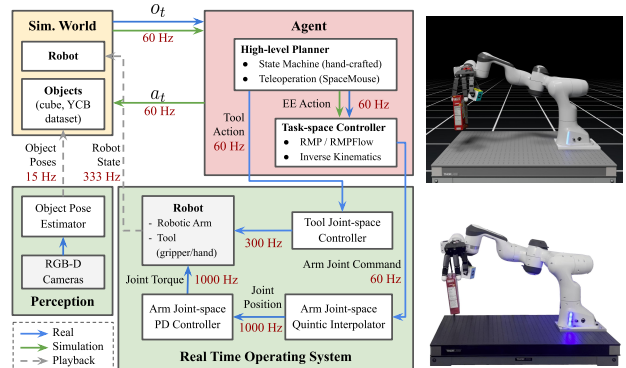 Sim. World
o_t
60 Hz
a_t
60 Hz
Robot
Objects
(cube, YCB
dataset)
Object
Poses
15 Hz
Robot
State
333 Hz
Agent
High-level Planner
● State Machine (hand-crafted)
● Teleoperation (SpaceMouse)
Tool
Action
60 Hz
EE Action
60 Hz
Task-space Controller
● RMP / RMPFlow
● Inverse Kinematics
Object Pose
Estimator
RGB-D
Cameras
Perception
Robot
- Robotic Arm
- Tool
(gripper/hand)
300 Hz
Tool Joint-space
Controller
Arm Joint Command
60 Hz
Joint Torque
1000 Hz
Joint
Position
1000 Hz
Arm Joint-space
PD Controller
Arm Joint-space
Quintic Interpolator
Real Time Operating System
Real
Simulation
Playback